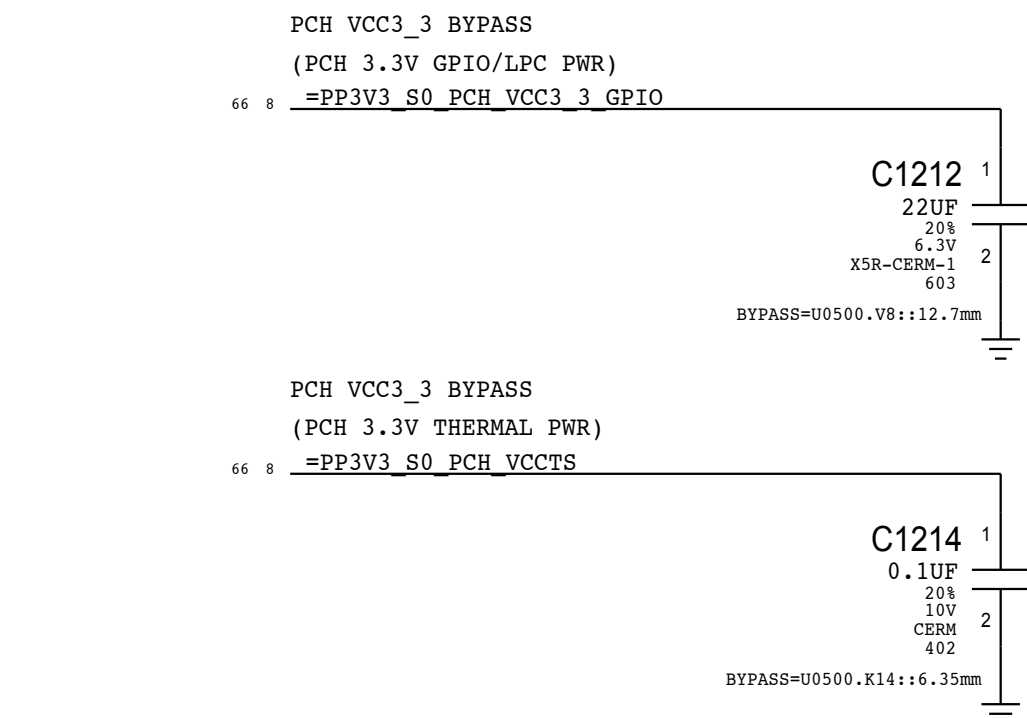 PCH VCC3_3 BYPASS
(PCH 3.3V GPIO/LPC PWR)
66 8 =PP3V3_S0_PCH_VCC3_3_GPIO
C1212 1
22UF
20%
6.3V
2
X5R-CERM-1
603
BYPASS=U0500.V8::12.7mm
PCH VCC3_3 BYPASS
(PCH 3.3V THERMAL PWR)
66 8 =PP3V3_S0_PCH_VCCTS
C1214 1
0.1UF
20%
10V
2
CERM
402
BYPASS=U0500.K14::6.35mm